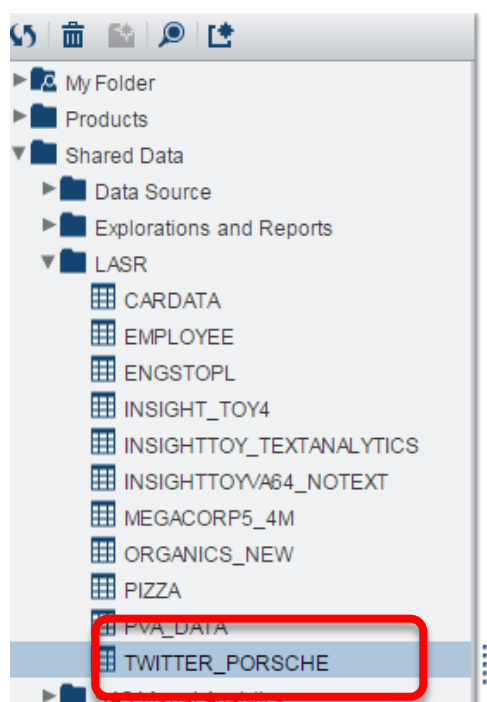 My Folder
Products
Shared Data
Data Source
Explorations and Reports
LASR
CARDATA
EMPLOYEE
ENGSTOPL
INSIGHT_TOY4
INSIGHTTOY_TEXTANALYTICS
INSIGHTTOYVA64_NOTEXT
MEGACORP5_4M
ORGANICS_NEW
PIZZA
PVA_DATA
TWITTER_PORSCHE